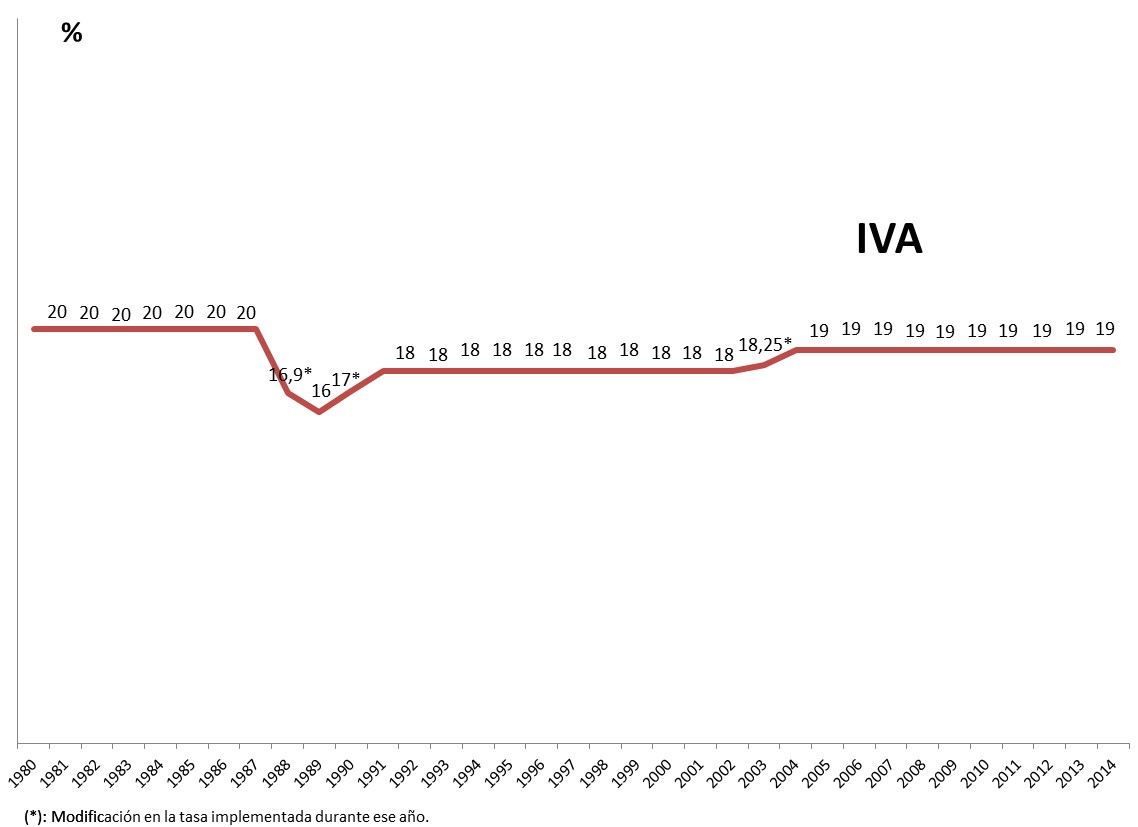 %
IVA
20 20 20 20 20 20 20 16,9* 16 17* 18 18 18 18 18 18 18 18 18 18 18 18,25* 19 19 19 19 19 19 19 19 19 19
1980 1981 1982 1983 1984 1985 1986 1987 1988 1989 1990 1991 1992 1993 1994 1995 1996 1997 1998 1999 2000 2001 2002 2003 2004 2005 2006 2007 2008 2009 2010 2011 2012 2013 2014
(*): Modificación en la tasa implementada durante ese año.